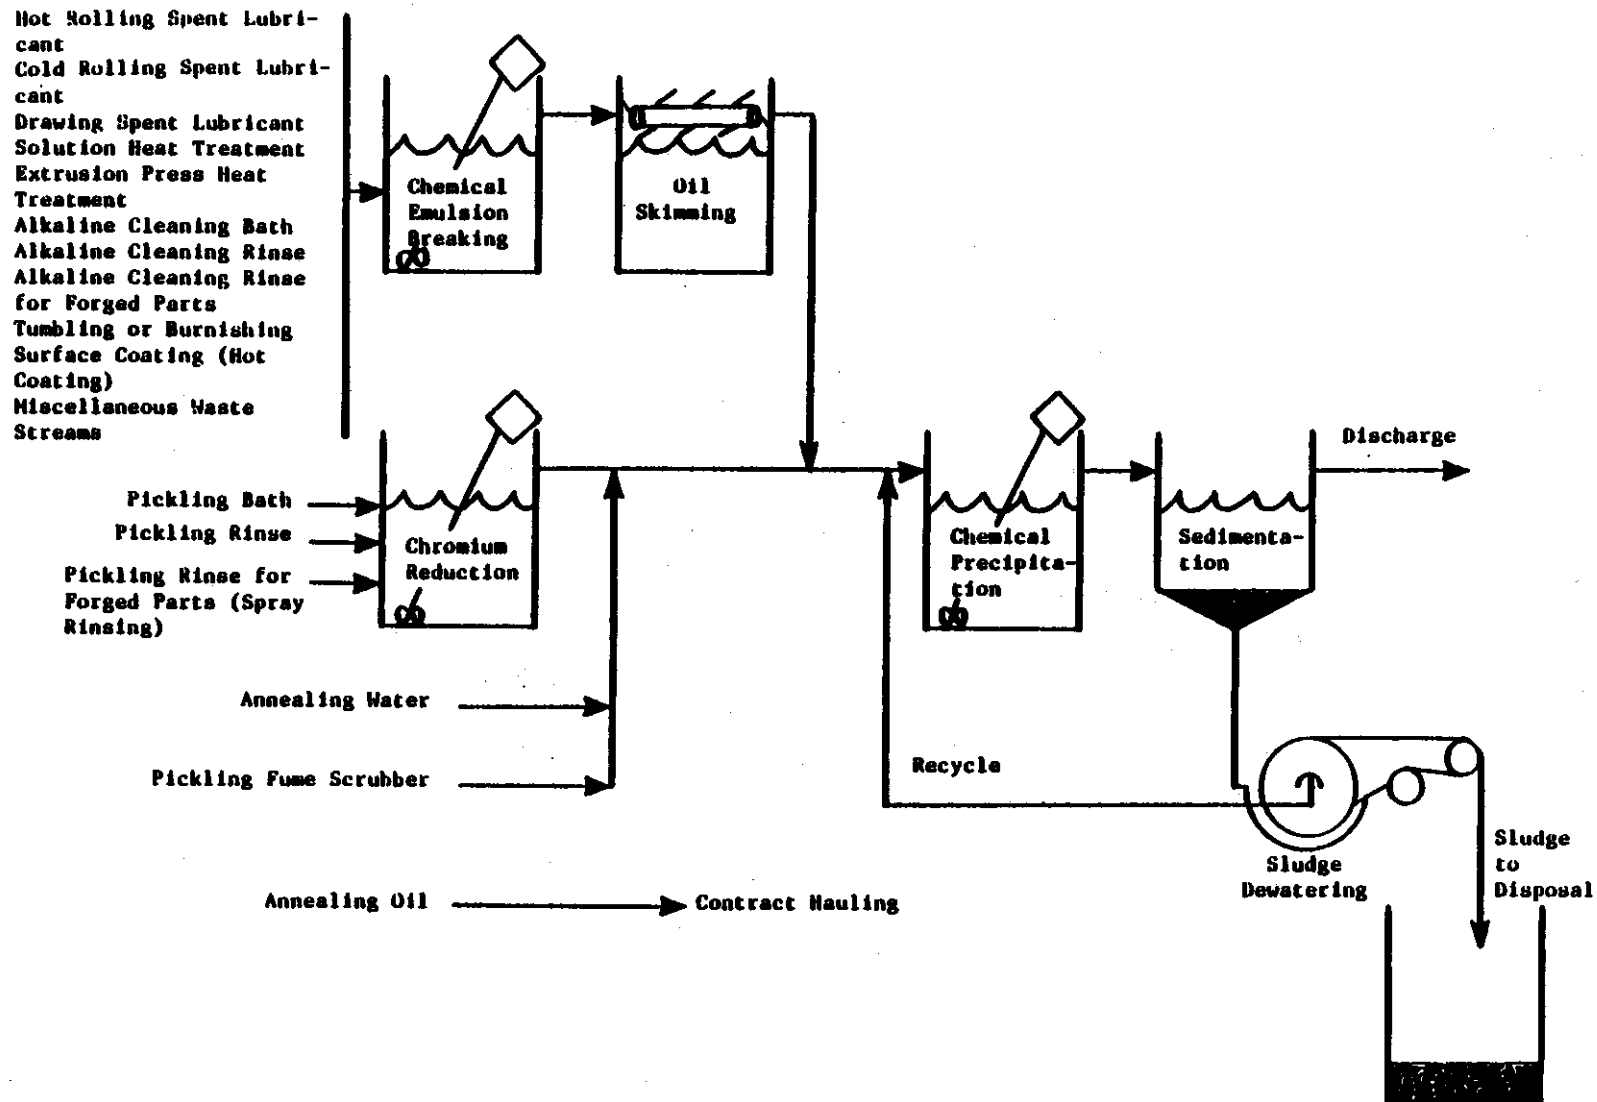 Hot Rolling Spent Lubri-
cant
Cold Rolling Spent Lubri-
cant
Drawing Spent Lubricant
Solution Heat Treatment
Extrusion Press Heat
Treatment
Alkaline Cleaning Bath
Alkaline Cleaning Rinse
Alkaline Cleaning Rinse
for Forged Parts
Tumbling or Burnishing
Surface Coating (Hot
Coating)
Miscellaneous Waste
Streams
Chemical
Emulsion
Breaking
Oil
Skimming
Pickling Bath
Pickling Rinse
Pickling Rinse for
Forged Parts (Spray
Rinsing)
Chromium
Reduction
Chemical
Precipita-
tion
Sedimenta-
tion
Discharge
Annealing Water
Pickling Fume Scrubber
Recycle
Sludge
Dewatering
Sludge
to
Disposal
Annealing Oil
Contract Hauling